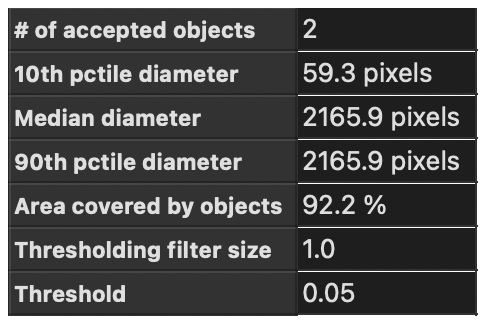 # of accepted objects 2
10th pctile diameter 59.3 pixels
Median diameter 2165.9 pixels
90th pctile diameter 2165.9 pixels
Area covered by objects 92.2 %
Thresholding filter size 1.0
Threshold 0.05